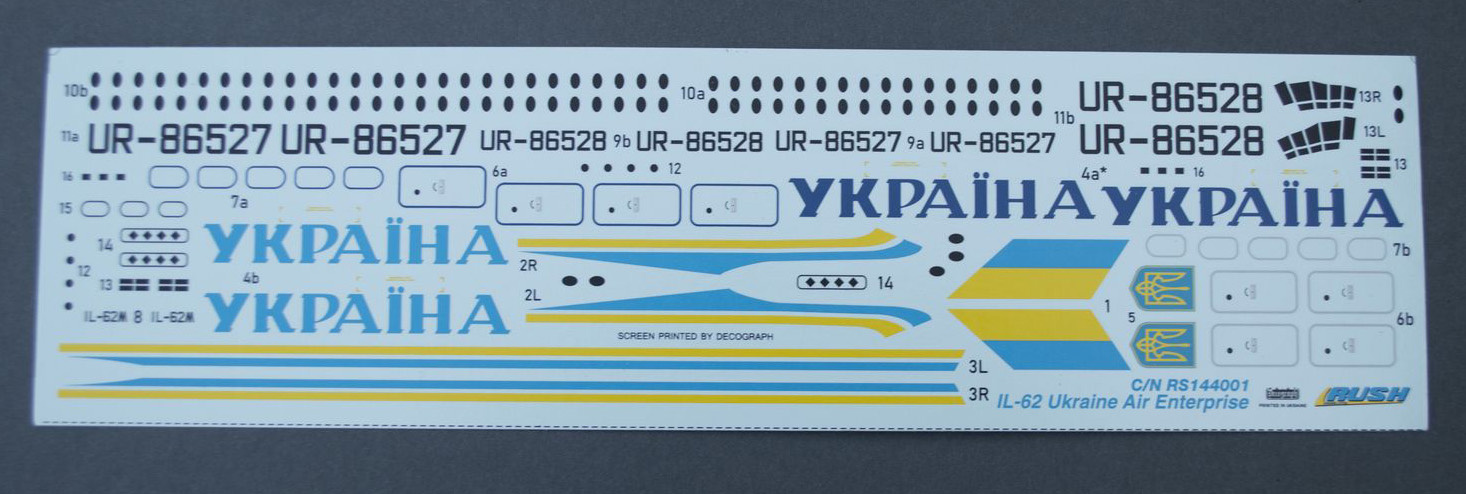 10b
10a
UR-86528
13R
11b
11a
UR-86527 UR-86527
UR-86528 9b UR-86528
UR-86527 9a UR-86527
UR-86528
13L
13
16
7a
6a
12
4a*
16
УКРАЇНА
УКРАЇНА
15
14
УКРАЇНА
2R
7b
12
4b
13
2L
14
1
5
6b
УКРАЇНА
IL-62M 8 IL-62M
SCREEN PRINTED BY DECOGRAPH
3L
3R
C/N RS144001
IL-62 Ukraine Air Enterprise
PRINTED IN UKRAINE
RUSH